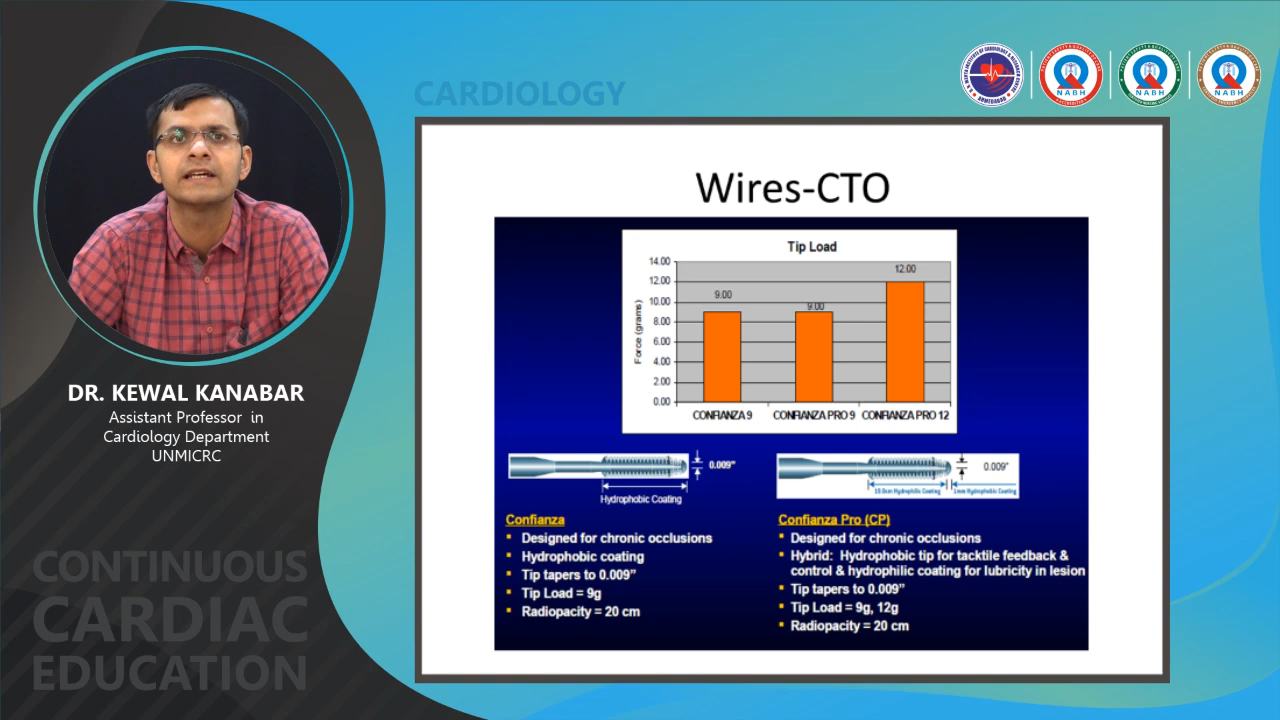 CARDIOLOGY
NABH
NABH
NABH
Wires-CTO
Tip Load
14.00
12.00
10.00
8.00
6.00
4.00
2.00
0.00
Force (grams)
9.00
9.00
12.00
CONFIANZA 9
CONFIANZA PRO 9
CONFIANZA PRO 12
0.009"
Hydrophobic Coating
0.009"
1mm Hydrophobic Coating
Confianza
Designed for chronic occlusions
Hydrophobic coating
Tip tapers to 0.009"
Tip Load = 9g
Radiopacity = 20 cm
Confianza Pro (CP)
Designed for chronic occlusions
Hybrid: Hydrophobic tip for tacktile feedback &
control & hydrophilic coating for lubricity in lesion
Tip tapers to 0.009"
Tip Load = 9g, 12g
Radiopacity = 20 cm
DR. KEWAL KANABAR
Assistant Professor in
Cardiology Department
UNMICRC
CONTINUOUS
CARDIAC
EDUCATION